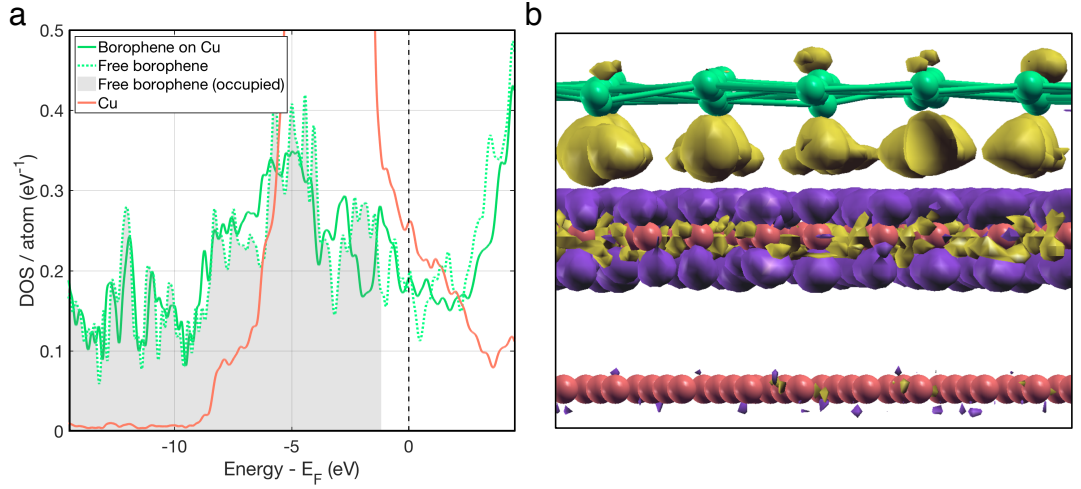 a
b
Borophene on Cu
Free borophene
Free borophene (occupied)
Cu
0.5
0.4
0.3
0.2
0.1
0
DOS / atom (eV⁻¹)
-10
-5
0
Energy - E_F (eV)